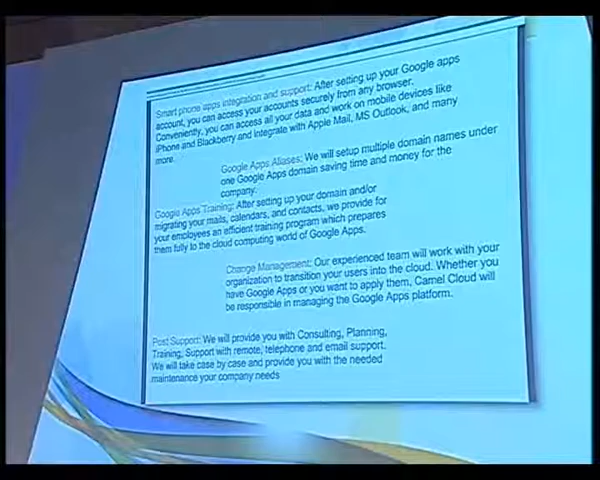 Smart phone apps integration and support: After setting up your Google apps
account, you can access your accounts securely from any browser.
Conveniently, you can access all your data and work on mobile devices like
iPhone and Blackberry and integrate with Apple Mail, MS Outlook, and many
more.
Google Apps Aliases: We will setup multiple domain names under
one Google Apps domain saving time and money for the
company.
Google Apps Training: After setting up your domain and/or
migrating your mails, calendars, and contacts, we provide for
your employees an efficient training program which prepares
them fully to the cloud computing world of Google Apps.
Change Management: Our experienced team will work with your
organization to transition your users into the cloud. Whether you
have Google Apps or you want to apply them, Camel Cloud will
be responsible in managing the Google Apps platform.
Post Support: We will provide you with Consulting, Planning,
Training, Support with remote, telephone and email support.
We will take case by case and provide you with the needed
maintenance your company needs